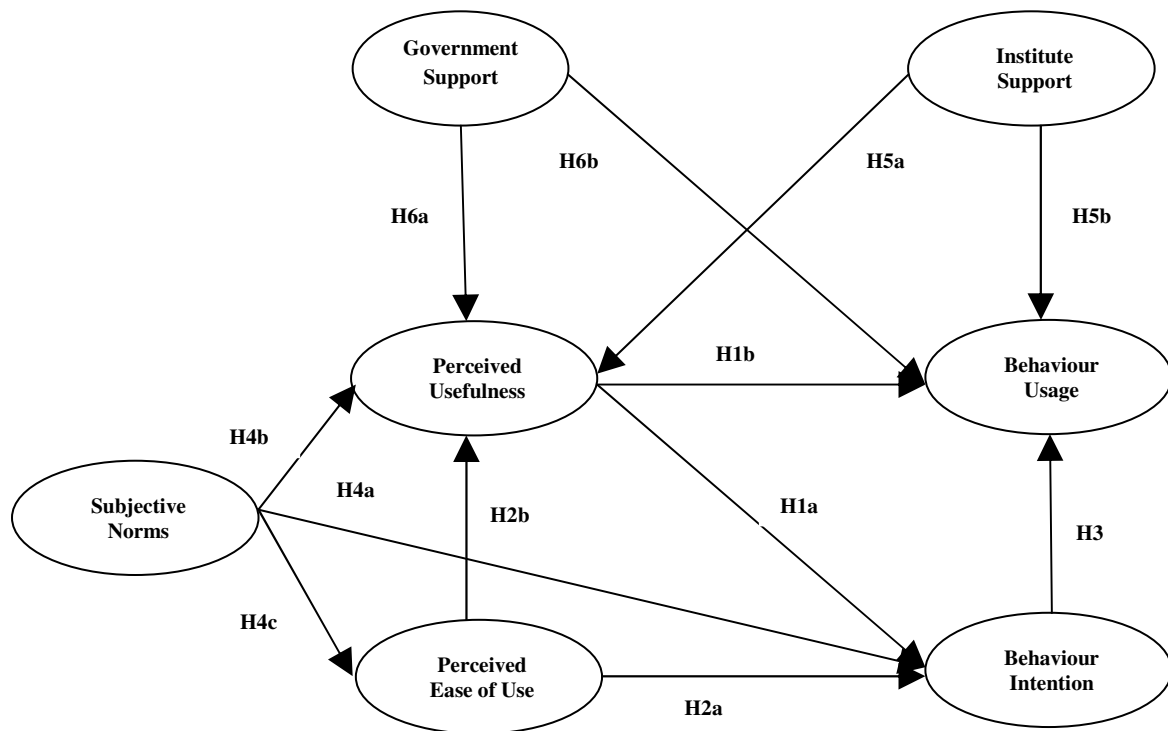 Government
Support
Institute
Support
H6b
H5a
H6a
H5b
Perceived
Usefulness
H1b
Behaviour
Usage
H4b
H4a
H2b
H1a
Subjective
Norms
H3
H4c
Perceived
Ease of Use
Behaviour
Intention
H2a